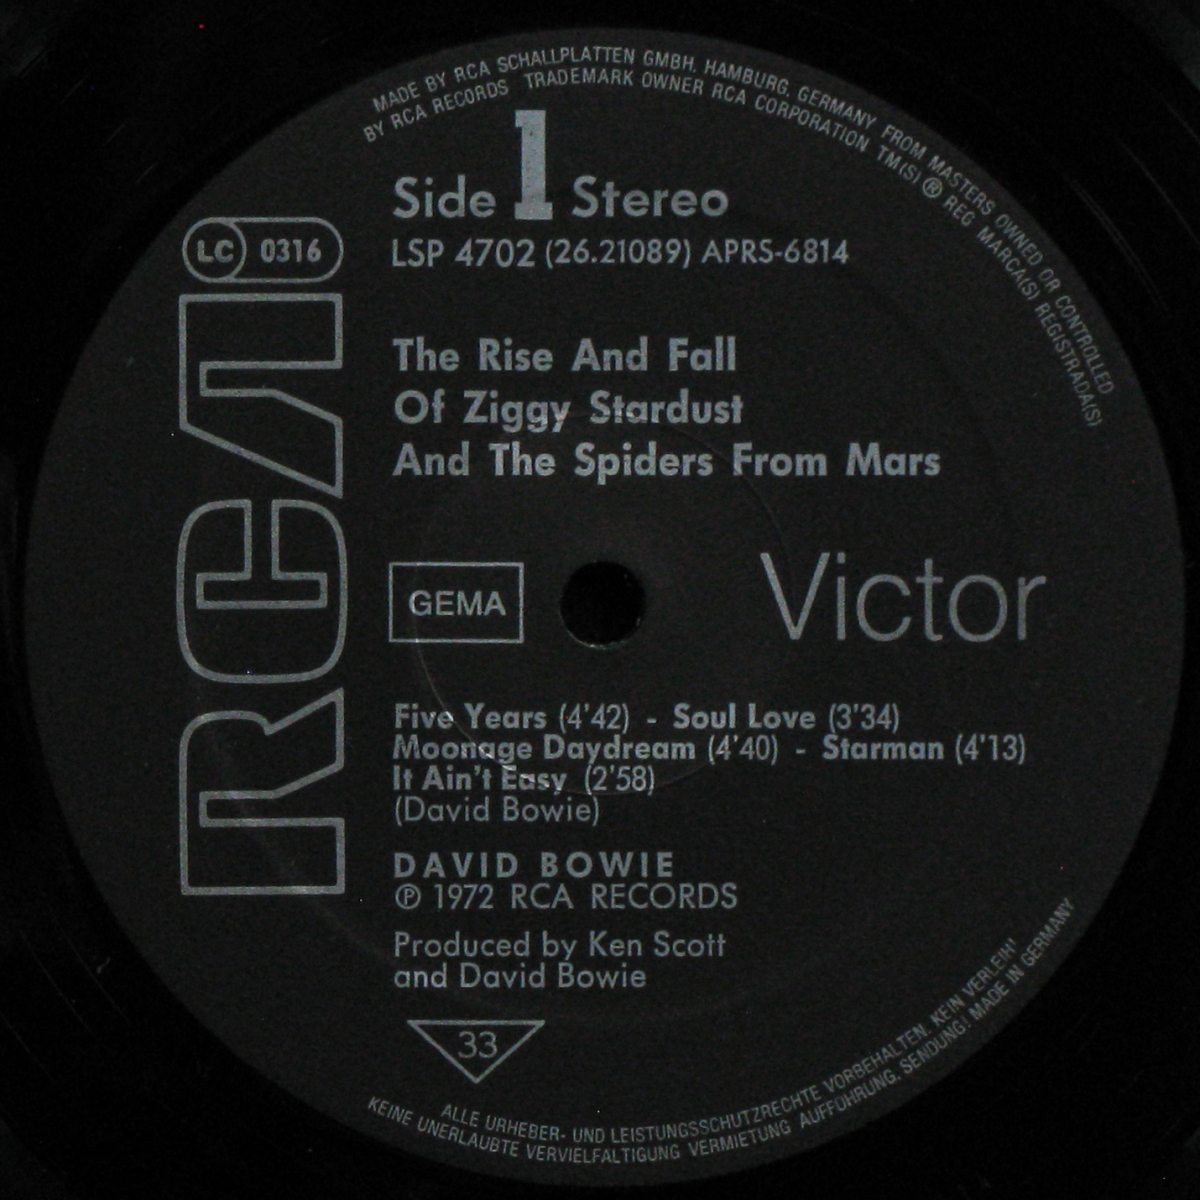 MADE BY RCA SCHALLPLATTEN GMBH. HAMBURG. GERMANY FROM MASTERS OWNED OR CONTROLLED
BY RCA RECORDS TRADEMARK OWNER RCA CORPORATION TM(S) ® REG MARCA(S) REGISTRADA(S)
Side 1 Stereo
LC 0316
LSP 4702 (26.21089) APRS-6814
RCA
The Rise And Fall
Of Ziggy Stardust
And The Spiders From Mars
GEMA
Victor
Five Years (4'42) - Soul Love (3'34)
Moonage Daydream (4'40) - Starman (4'13)
It Ain't Easy (2'58)
(David Bowie)
DAVID BOWIE
℗ 1972 RCA RECORDS
Produced by Ken Scott
and David Bowie
33
ALLE URHEBER- UND LEISTUNGSSCHUTZRECHTE VORBEHALTEN. KEIN VERLEIH!
KEINE UNERLAUBTE VERVIELFALTIGUNG VERMIETUNG AUFFUHRUNG, SENDUNG! MADE IN GERMANY